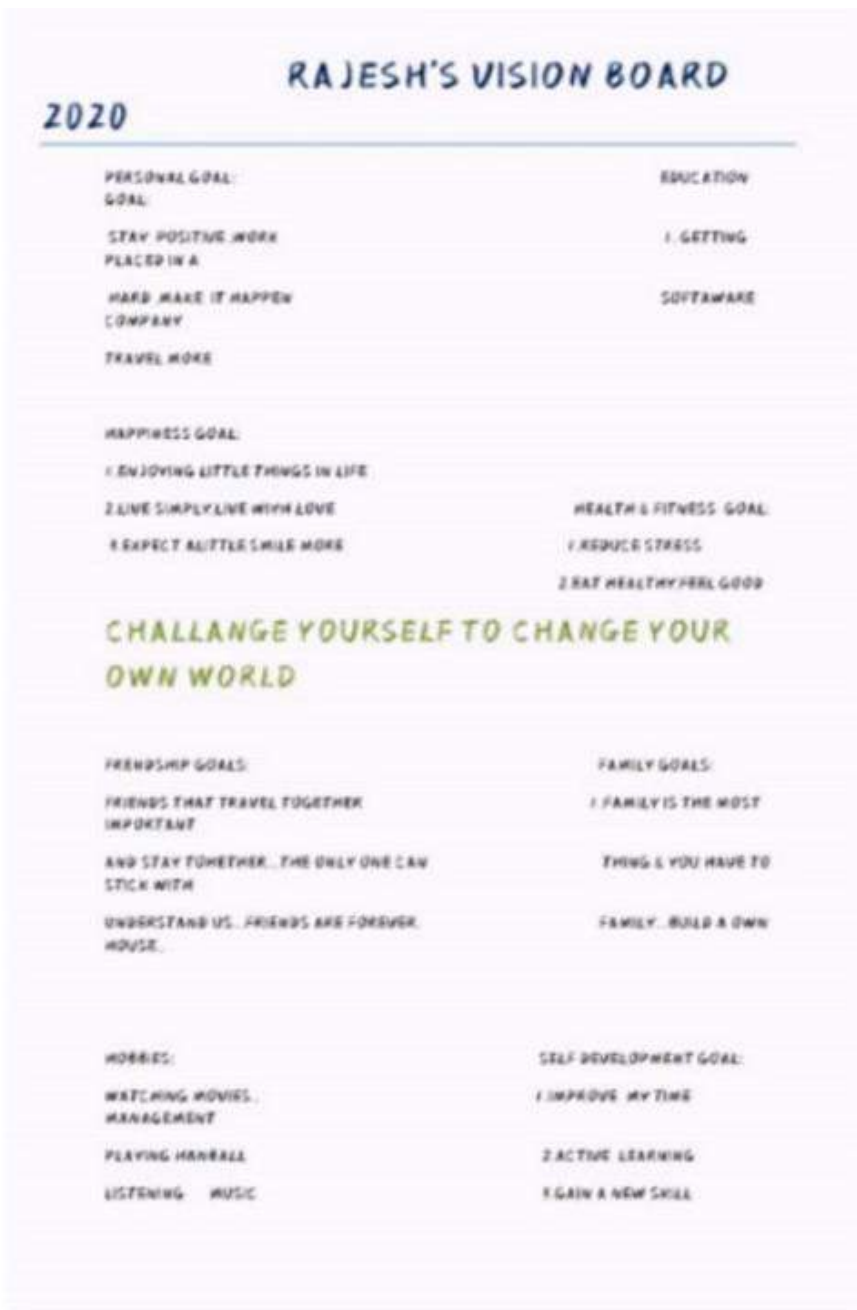 RAJESH'S VISION BOARD
2020
PERSONAL GOAL: EDUCATION
GOAL:
STAY POSITIVE .WORK 1. GETTING
PLACED IN A
HARD .MAKE IT HAPPEN SOFTAWARE
COMPANY
TRAVEL MORE
HAPPINESS GOAL:
1.ENJOYING LITTLE THINGS IN LIFE
2.LIVE SIMPLY.LIVE WITH LOVE HEALTH & FITNESS GOAL:
3.EXPECT ALITTLE SMILE MORE 1.REDUCE STRESS
2.EAT HEALTHY.FEEL GOOD
CHALLANGE YOURSELF TO CHANGE YOUR
OWN WORLD
FRENDSHIP GOALS: FAMILY GOALS:
FRIENDS THAT TRAVEL TOGETHER 1.FAMILY IS THE MOST
IMPORTANT
AND STAY TOHETHER...THE ONLY ONE CAN THING & YOU HAVE TO
STICK WITH
UNDERSTAND US...FRIENDS ARE FOREVER. FAMILY...BUILD A OWN
HOUSE..
HOBBIES: SELF DEVELOPMENT GOAL:
WATCHING MOVIES.. 1.IMPROVE MY TIME
MANAGEMENT
PLAYING HANBALL 2.ACTIVE LEARNING
LISTENING MUSIC 3.GAIN A NEW SKILL